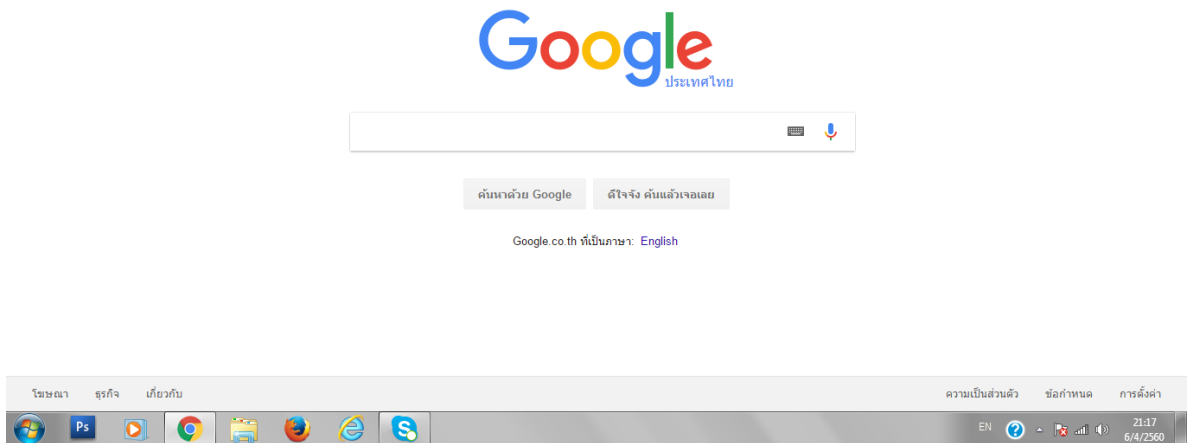 Google
ประเทศไทย
ค้นหาด้วย Google
ดีใจจัง ค้นแล้วเจอเลย
Google.co.th ที่เป็นภาษา: English
โฆษณา ธุรกิจ เกี่ยวกับ
ความเป็นส่วนตัว ข้อกำหนด การตั้งค่า
Ps
EN
21:17
6/4/2560